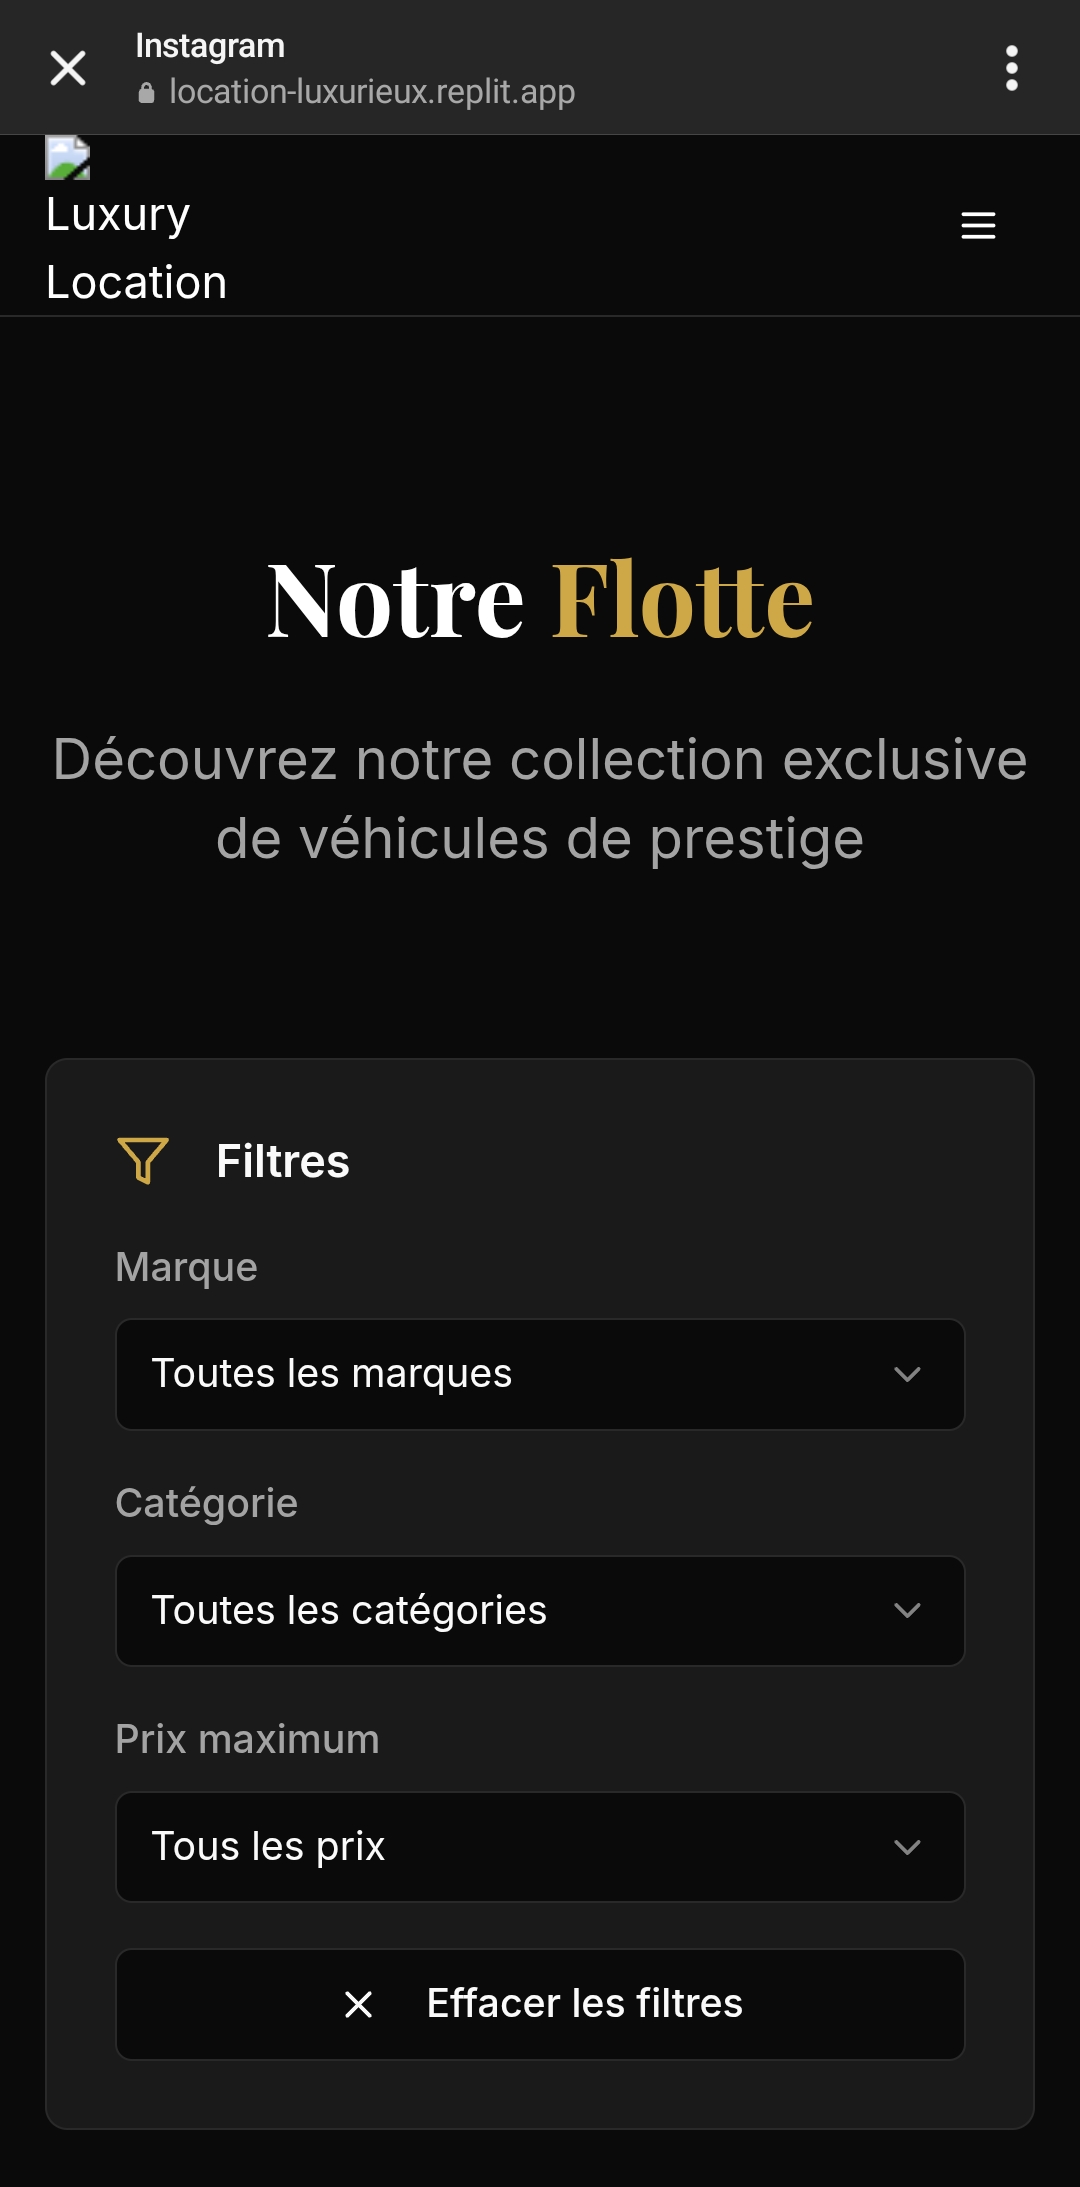 Instagram
location-luxurieux.replit.app
Luxury
Location
Notre Flotte
Découvrez notre collection exclusive
de véhicules de prestige
Filtres
Marque
Toutes les marques
Catégorie
Toutes les catégories
Prix maximum
Tous les prix
Effacer les filtres